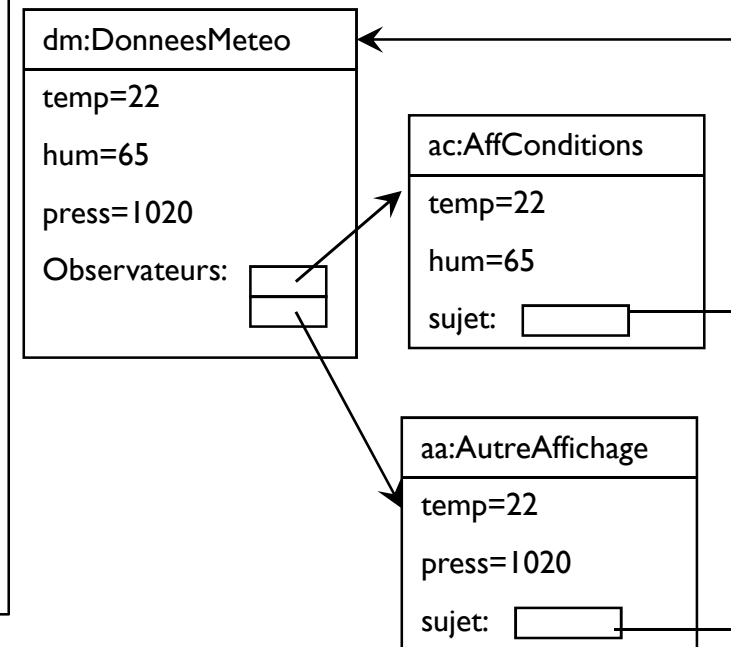 dm:DonneesMeteo
temp=22
hum=65
press=1020
Observateurs:
ac:AffConditions
temp=22
hum=65
sujet:
aa:AutreAffichage
temp=22
press=1020
sujet: